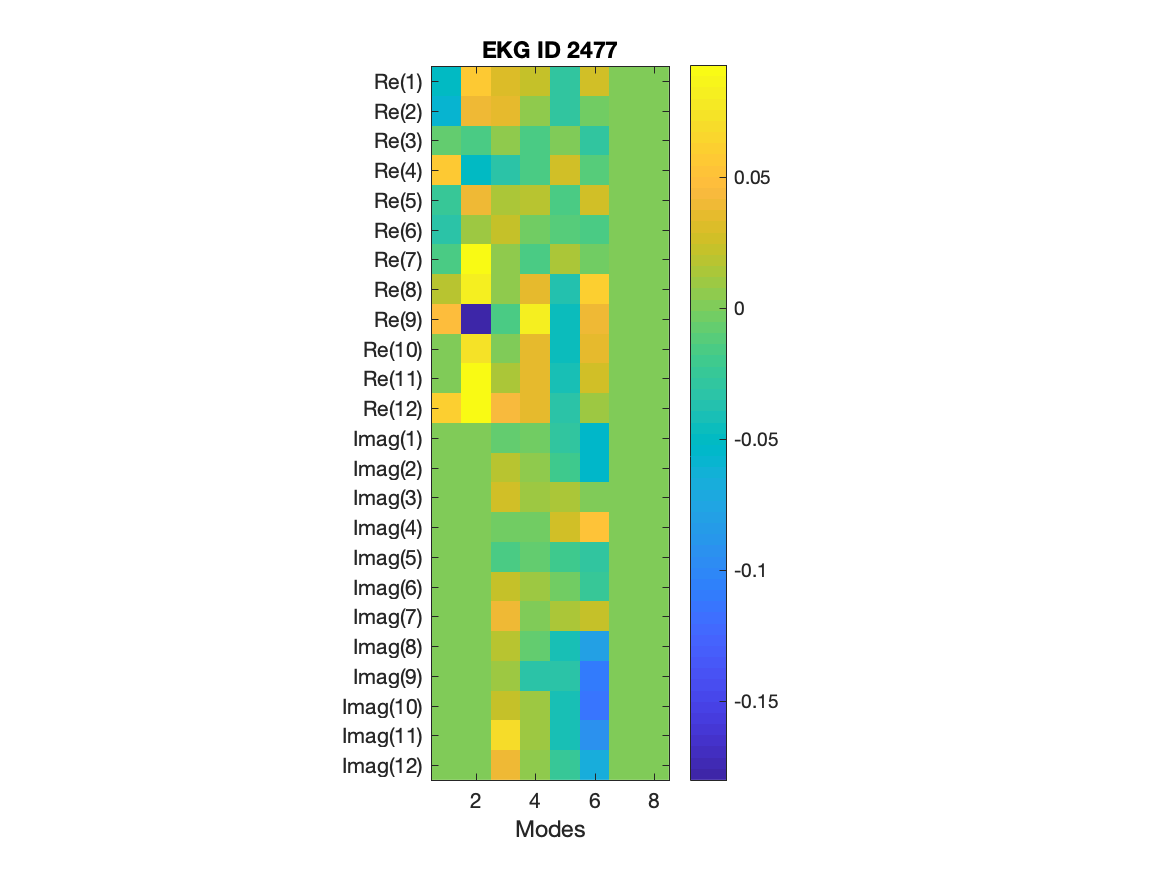 EKG ID 2477
Re(1)
Re(2)
Re(3)
Re(4)
Re(5)
Re(6)
Re(7)
Re(8)
Re(9)
Re(10)
Re(11)
Re(12)
Imag(1)
Imag(2)
Imag(3)
Imag(4)
Imag(5)
Imag(6)
Imag(7)
Imag(8)
Imag(9)
Imag(10)
Imag(11)
Imag(12)
2 4 6 8
Modes
0.05
0
-0.05
-0.1
-0.15